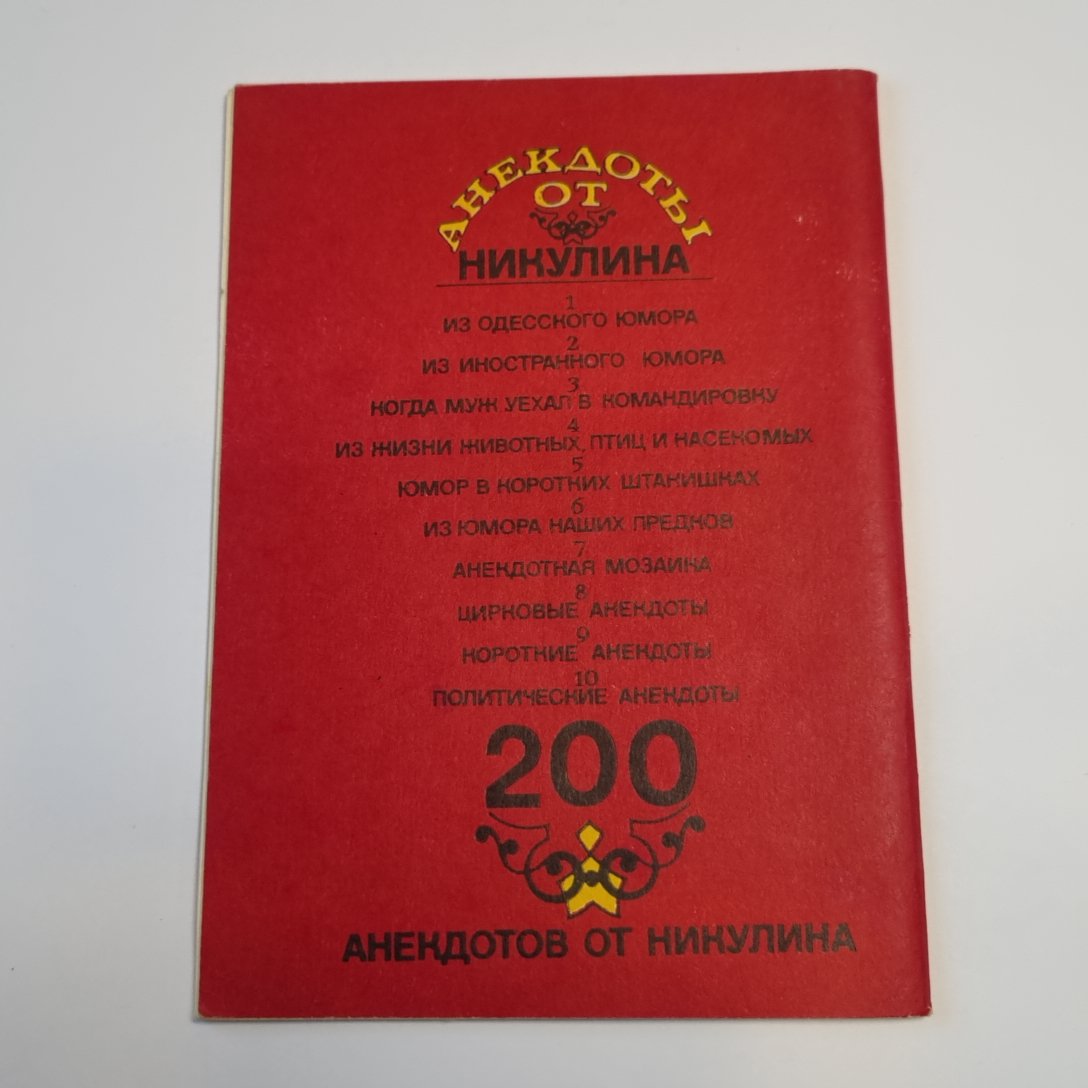 АНЕКДОТЫ
ОТ
НИКУЛИНА
1
ИЗ ОДЕССКОГО ЮМОРА
2
ИЗ ИНОСТРАННОГО ЮМОРА
3
КОГДА МУЖ УЕХАЛ В КОМАНДИРОВКУ
4
ИЗ ЖИЗНИ ЖИВОТНЫХ, ПТИЦ И НАСЕКОМЫХ
5
ЮМОР В КОРОТКИХ ШТАНИШКАХ
6
ИЗ ЮМОРА НАШИХ ПРЕДКОВ
7
АНЕКДОТНАЯ МОЗАИКА
8
ЦИРКОВЫЕ АНЕКДОТЫ
9
КОРОТКИЕ АНЕКДОТЫ
10
ПОЛИТИЧЕСКИЕ АНЕКДОТЫ
200
АНЕКДОТОВ ОТ НИКУЛИНА